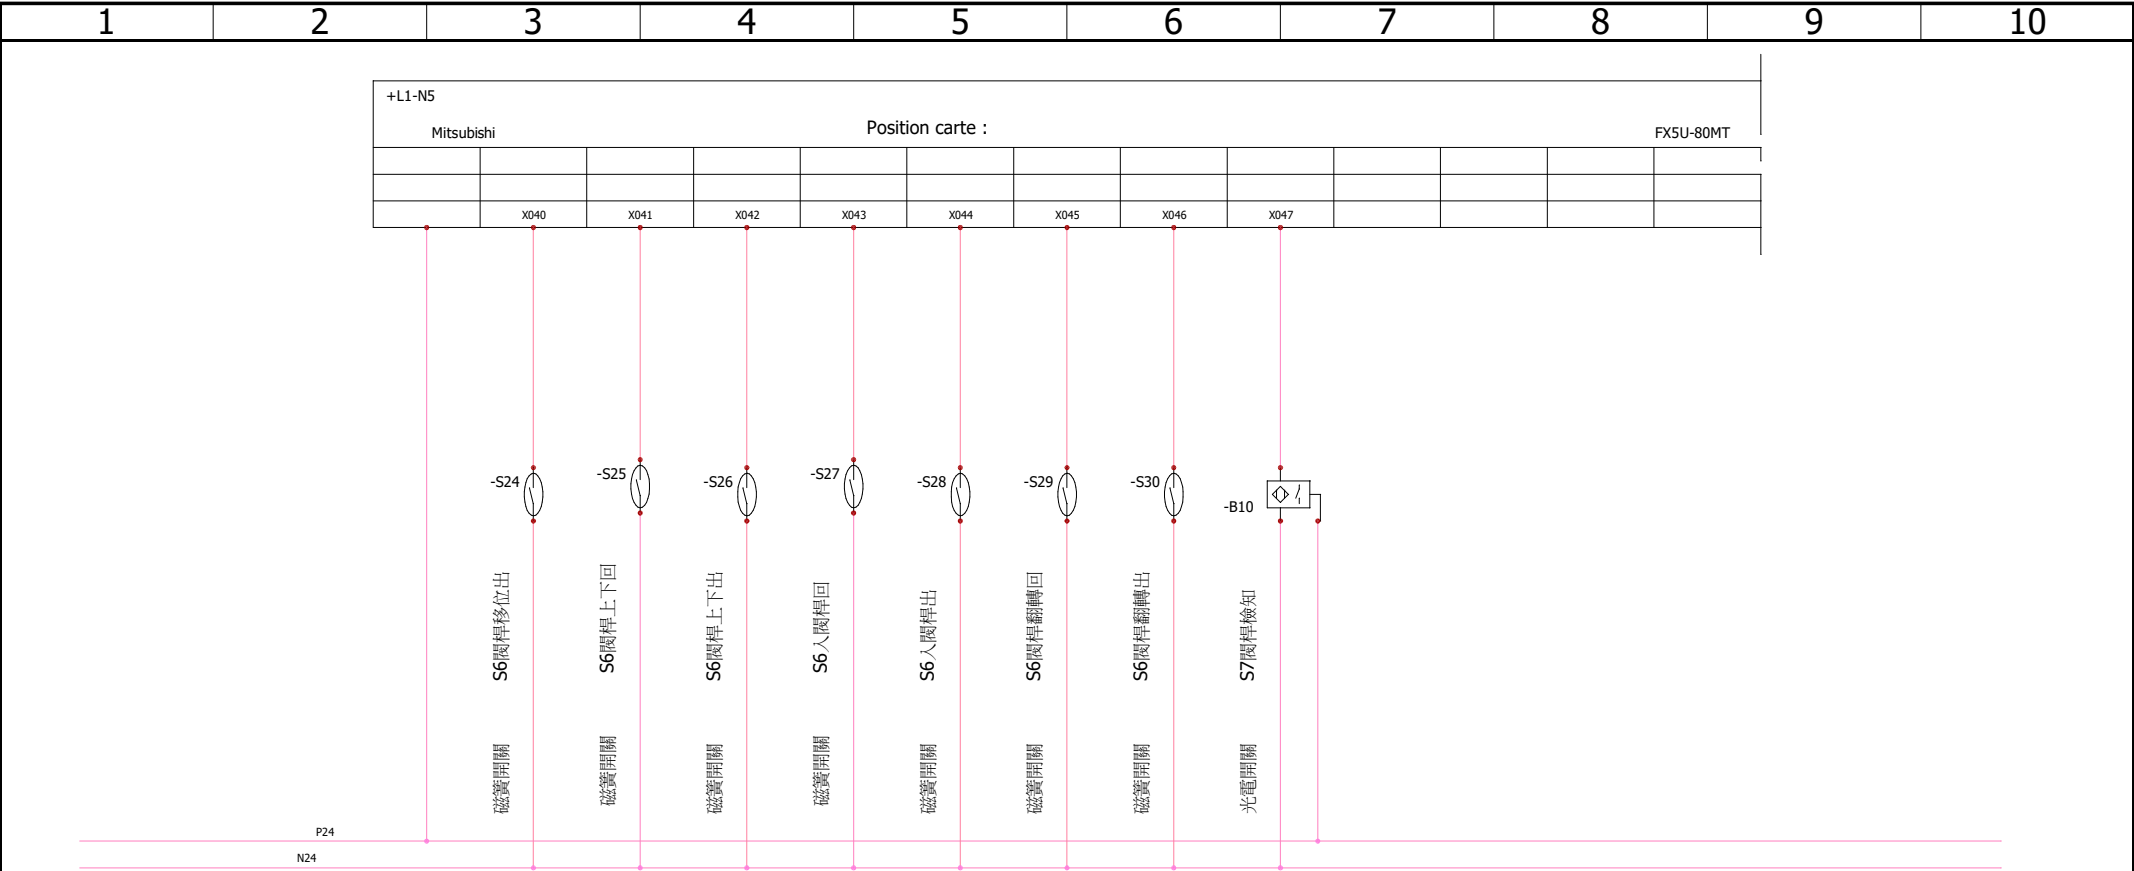 1 2 3 4 5 6 7 8 9 10
+L1-N5
Mitsubishi Position carte : FX5U-80MT
X040 X041 X042 X043 X044 X045 X046 X047
-S24 -S25 -S26 -S27 -S28 -S29 -S30 -B10
S6閥桿移位出
S6閥桿上下回
S6閥桿上下出
S6入閥桿回
S6入閥桿出
S6閥桿翻轉回
S6閥桿翻轉出
S7閥桿檢知
磁簧開關
磁簧開關
磁簧開關
磁簧開關
磁簧開關
磁簧開關
磁簧開關
光電開關
P24
N24